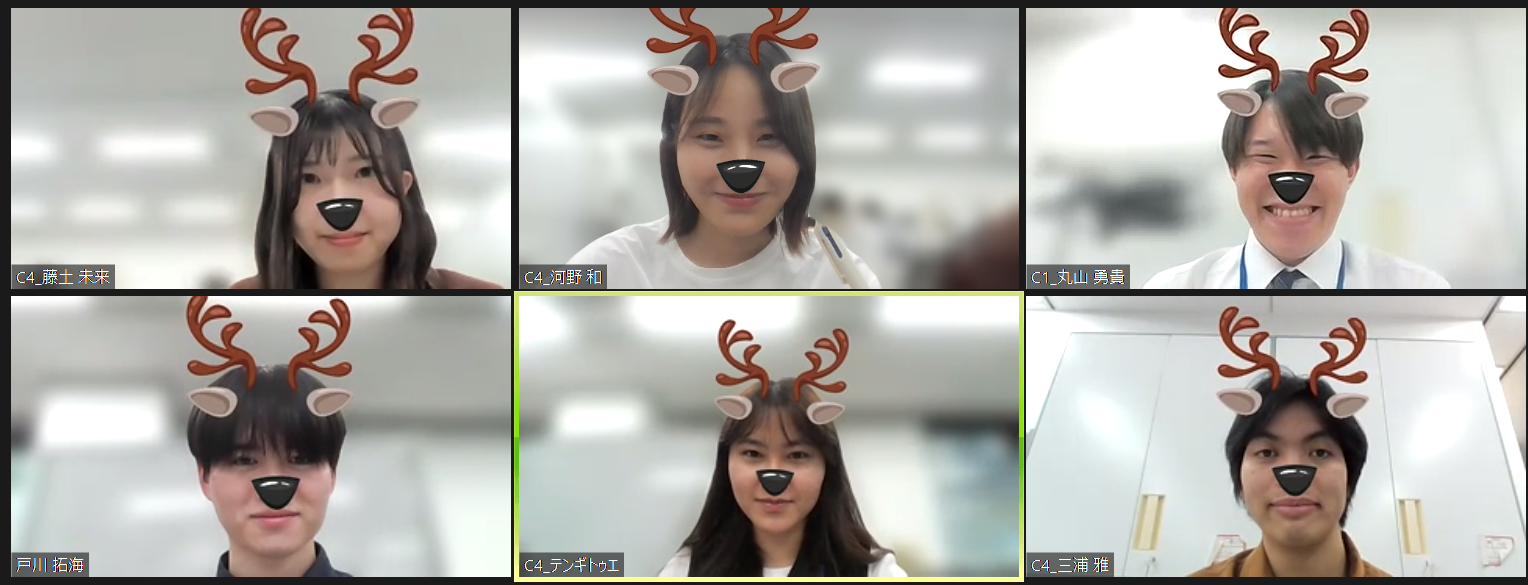 C4_藤土 未来
C4_河野 和
C1_丸山 勇貴
戸川 拓海
C4_テンギトゥエ
C4_三浦 雅